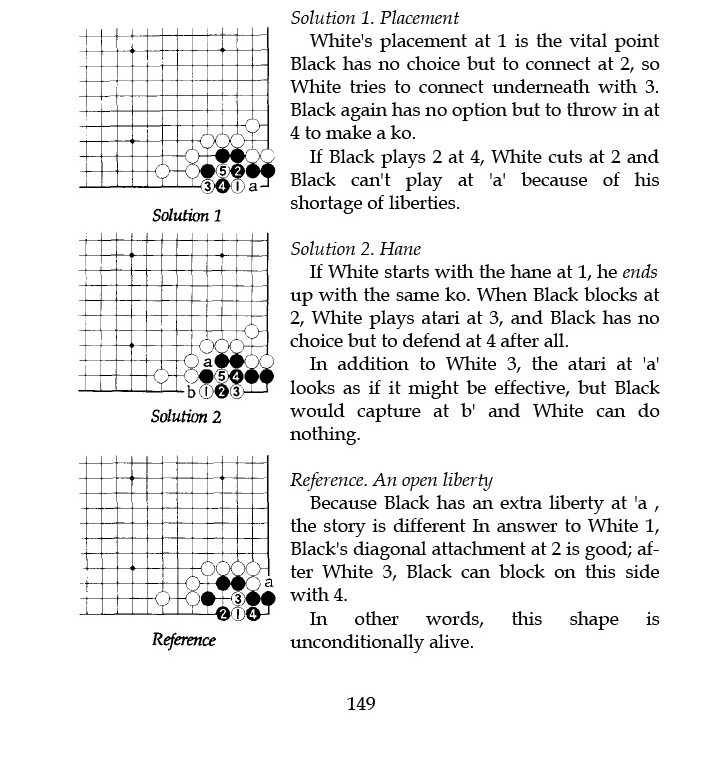 Solution 1. Placement
White's placement at 1 is the vital point
Black has no choice but to connect at 2, so
White tries to connect underneath with 3.
Black again has no option but to throw in at
4 to make a ko.
If Black plays 2 at 4, White cuts at 2 and
Black can't play at 'a' because of his
shortage of liberties.
5 2
3 4 1 a
Solution 1
Solution 2. Hane
If White starts with the hane at 1, he ends
up with the same ko. When Black blocks at
2, White plays atari at 3, and Black has no
choice but to defend at 4 after all.
In addition to White 3, the atari at 'a'
looks as if it might be effective, but Black
would capture at b' and White can do
nothing.
a
5 4
b 1 2 3
Solution 2
Reference. An open liberty
Because Black has an extra liberty at 'a ,
the story is different In answer to White 1,
Black's diagonal attachment at 2 is good; af-
ter White 3, Black can block on this side
with 4.
In other words, this shape is
unconditionally alive.
a
3
2 1 4
Reference
149